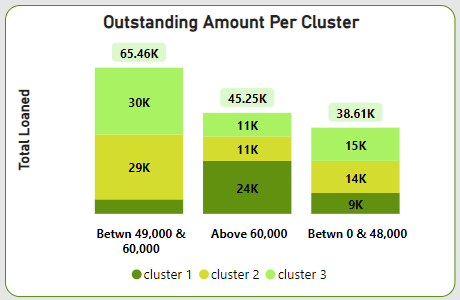 Outstanding Amount Per Cluster
Total Loaned
65.46K
30K
29K
45.25K
11K
11K
24K
38.61K
15K
14K
9K
Betwn 49,000 &
60,000
Above 60,000
Betwn 0 & 48,000
cluster 1 cluster 2 cluster 3